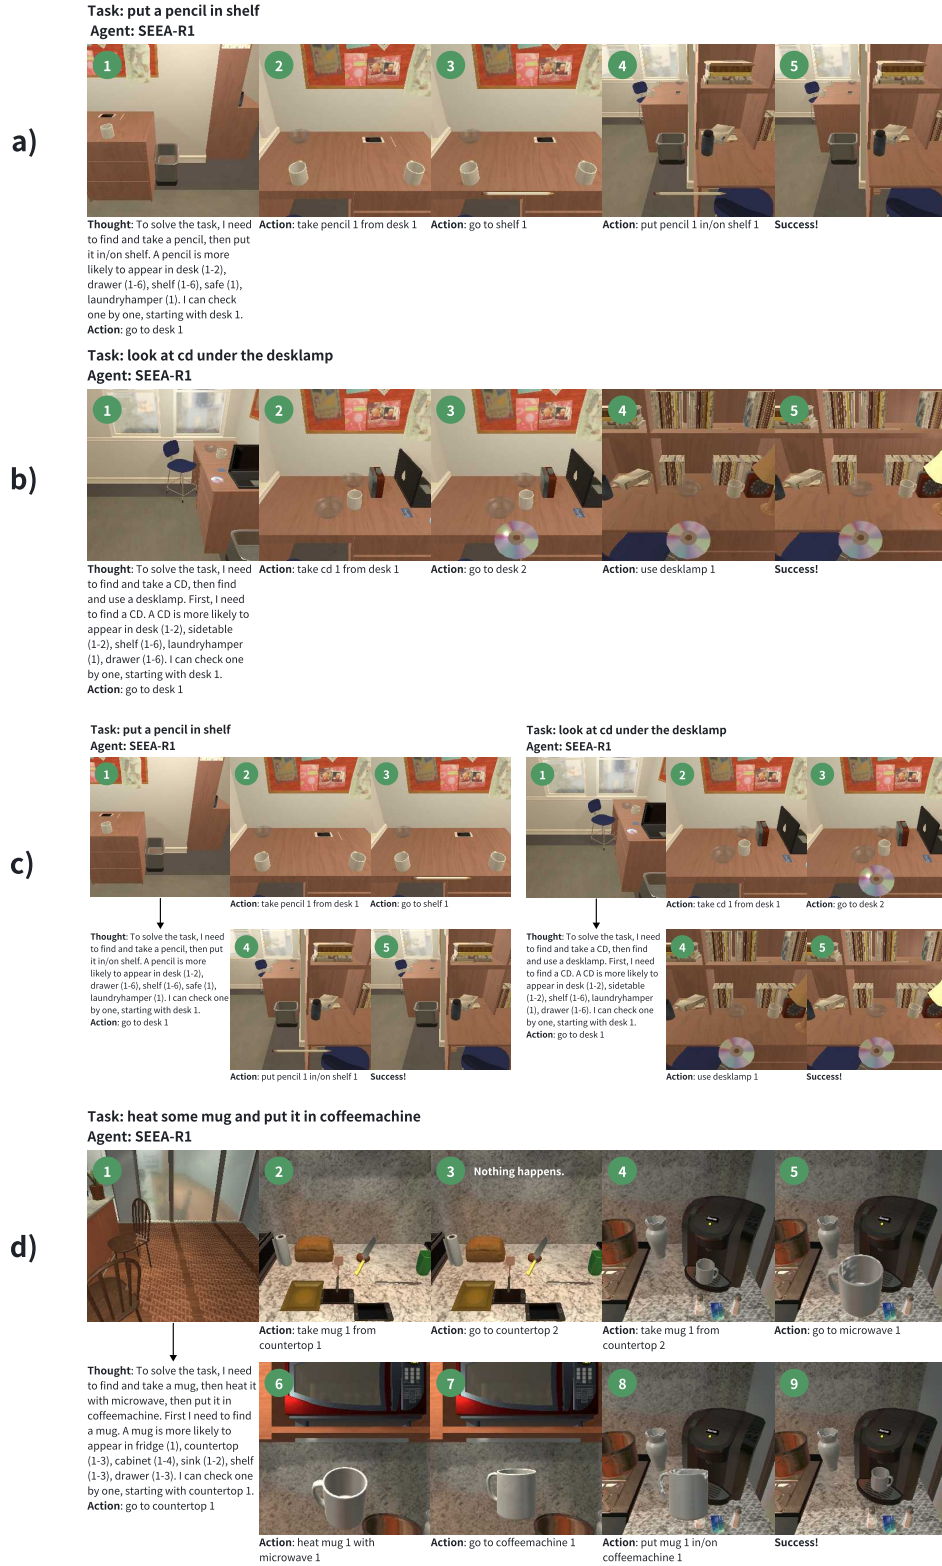 Task: put a pencil in shelf
Agent: SEEA-R1
a)
1
2
3
4
5
Thought: To solve the task, I need
to find and take a pencil, then put
it in/on shelf. A pencil is more
likely to appear in desk (1-2),
drawer (1-6), shelf (1-6), safe (1),
laundryhamper (1). I can check
one by one, starting with desk 1.
Action: go to desk 1
Action: take pencil 1 from desk 1
Action: go to shelf 1
Action: put pencil 1 in/on shelf 1
Success!
Task: look at cd under the desklamp
Agent: SEEA-R1
b)
1
2
3
4
5
Thought: To solve the task, I need
to find and take a CD, then find
and use a desklamp. First, I need
to find a CD. A CD is more likely to
appear in desk (1-2), sidetable
(1-2), shelf (1-6), laundryhamper
(1), drawer (1-6). I can check one
by one, starting with desk 1.
Action: go to desk 1
Action: take cd 1 from desk 1
Action: go to desk 2
Action: use desklamp 1
Success!
c)
Task: put a pencil in shelf
Agent: SEEA-R1
1
2
3
Action: take pencil 1 from desk 1
Action: go to shelf 1
Thought: To solve the task, I need
to find and take a pencil, then put
it in/on shelf. A pencil is more
likely to appear in desk (1-2),
drawer (1-6), shelf (1-6), safe (1),
laundryhamper (1). I can check one
by one, starting with desk 1.
Action: go to desk 1
4
5
Action: put pencil 1 in/on shelf 1
Success!
Task: look at cd under the desklamp
Agent: SEEA-R1
1
2
3
Action: take cd 1 from desk 1
Action: go to desk 2
Thought: To solve the task, I need
to find and take a CD, then find
and use a desklamp. First, I need
to find a CD. A CD is more likely to
appear in desk (1-2), sidetable
(1-2), shelf (1-6), laundryhamper
(1), drawer (1-6). I can check one
by one, starting with desk 1.
Action: go to desk 1
4
5
Action: use desklamp 1
Success!
Task: heat some mug and put it in coffeemachine
Agent: SEEA-R1
d)
1
2
3 Nothing happens.
4
5
Action: take mug 1 from
countertop 1
Action: go to countertop 2
Action: take mug 1 from
countertop 2
Action: go to microwave 1
Thought: To solve the task, I need
to find and take a mug, then heat it
with microwave, then put it in
coffeemachine. First I need to find
a mug. A mug is more likely to
appear in fridge (1), countertop
(1-3), cabinet (1-4), sink (1-2), shelf
(1-3), drawer (1-3). I can check one
by one, starting with countertop 1.
Action: go to countertop 1
6
7
8
9
Action: heat mug 1 with
microwave 1
Action: go to coffeemachine 1
Action: put mug 1 in/on
coffeemachine 1
Success!